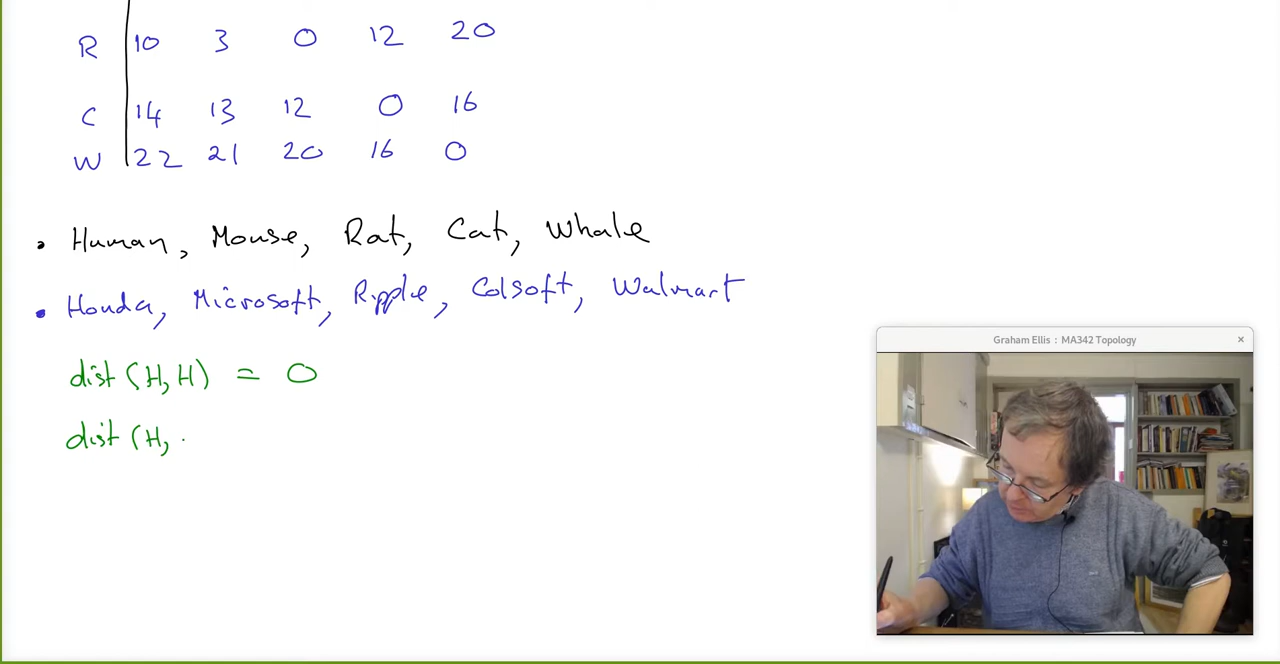 R 10 3 0 12 20
C 14 13 12 0 16
W 22 21 20 16 0
• Human, Mouse, Rat, Cat, Whale
• Honda, Microsoft, Ripple, Colsoft, Walmart
Graham Ellis : MA342 Topology ×
dist (H, H) = 0
dist (H,